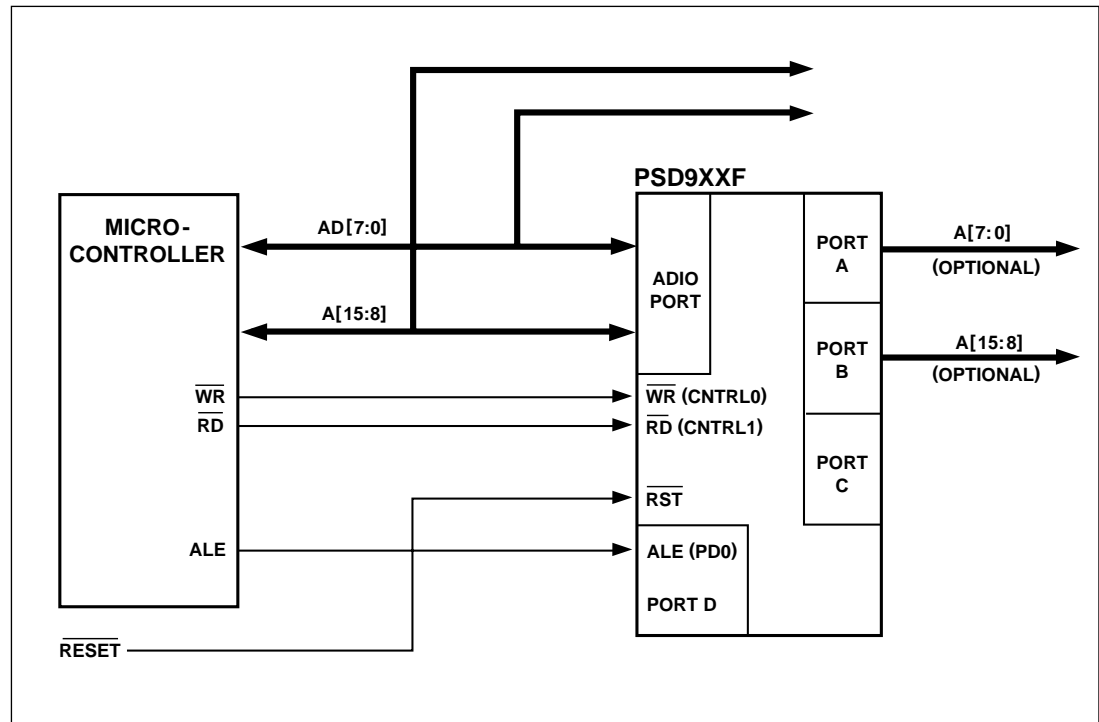 PSD9XXF
MICRO-
CONTROLLER
AD[7:0]
A[15:8]
WR
RD
ALE
RESET
ADIO
PORT
WR (CNTRL0)
RD (CNTRL1)
RST
ALE (PD0)
PORT D
PORT
A
PORT
B
PORT
C
A[7:0]
(OPTIONAL)
A[15:8]
(OPTIONAL)